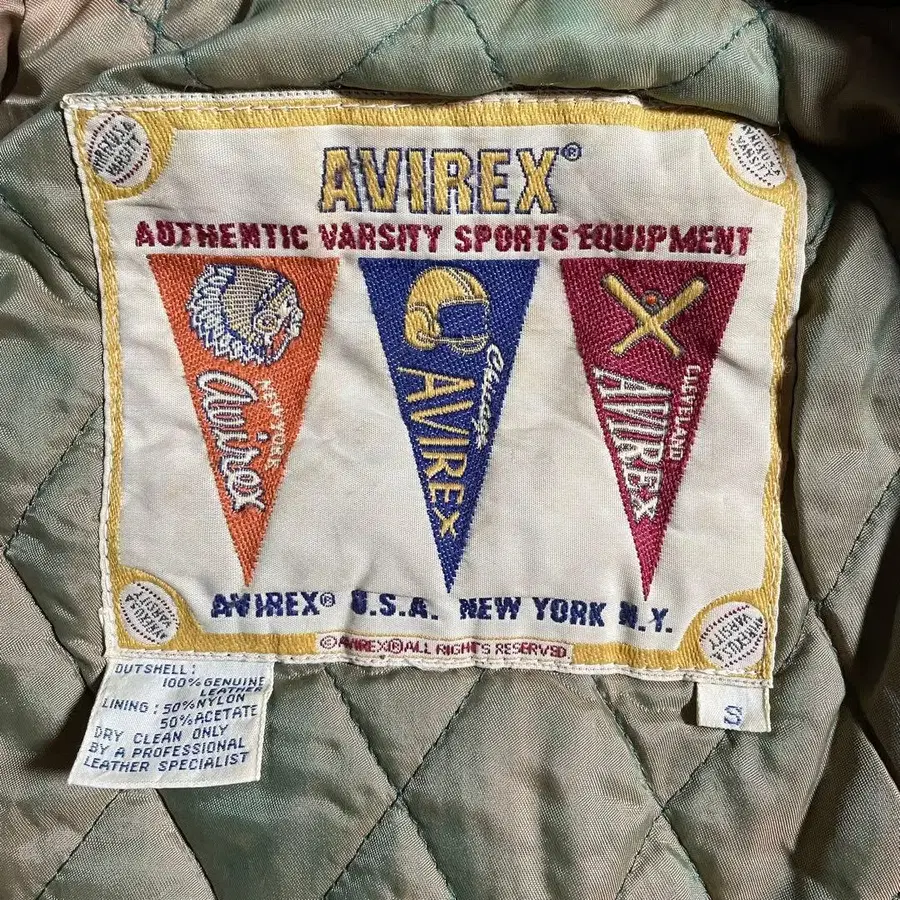 AVIREX®
AUTHENTIC VARSITY SPORTS EQUIPMENT
NEW YORK
Avirex
Chicago
AVIREX
CLEVELAND
AVIREX
AVIREX® U.S.A. NEW YORK N.Y.
©AVIREX®ALL RIGHTS RESERVED
OUTSHELL:
100% GENUINE
LEATHER
LINING: 50% NYLON
50% ACETATE
DRY CLEAN ONLY
BY A PROFESSIONAL
LEATHER SPECIALIST
S